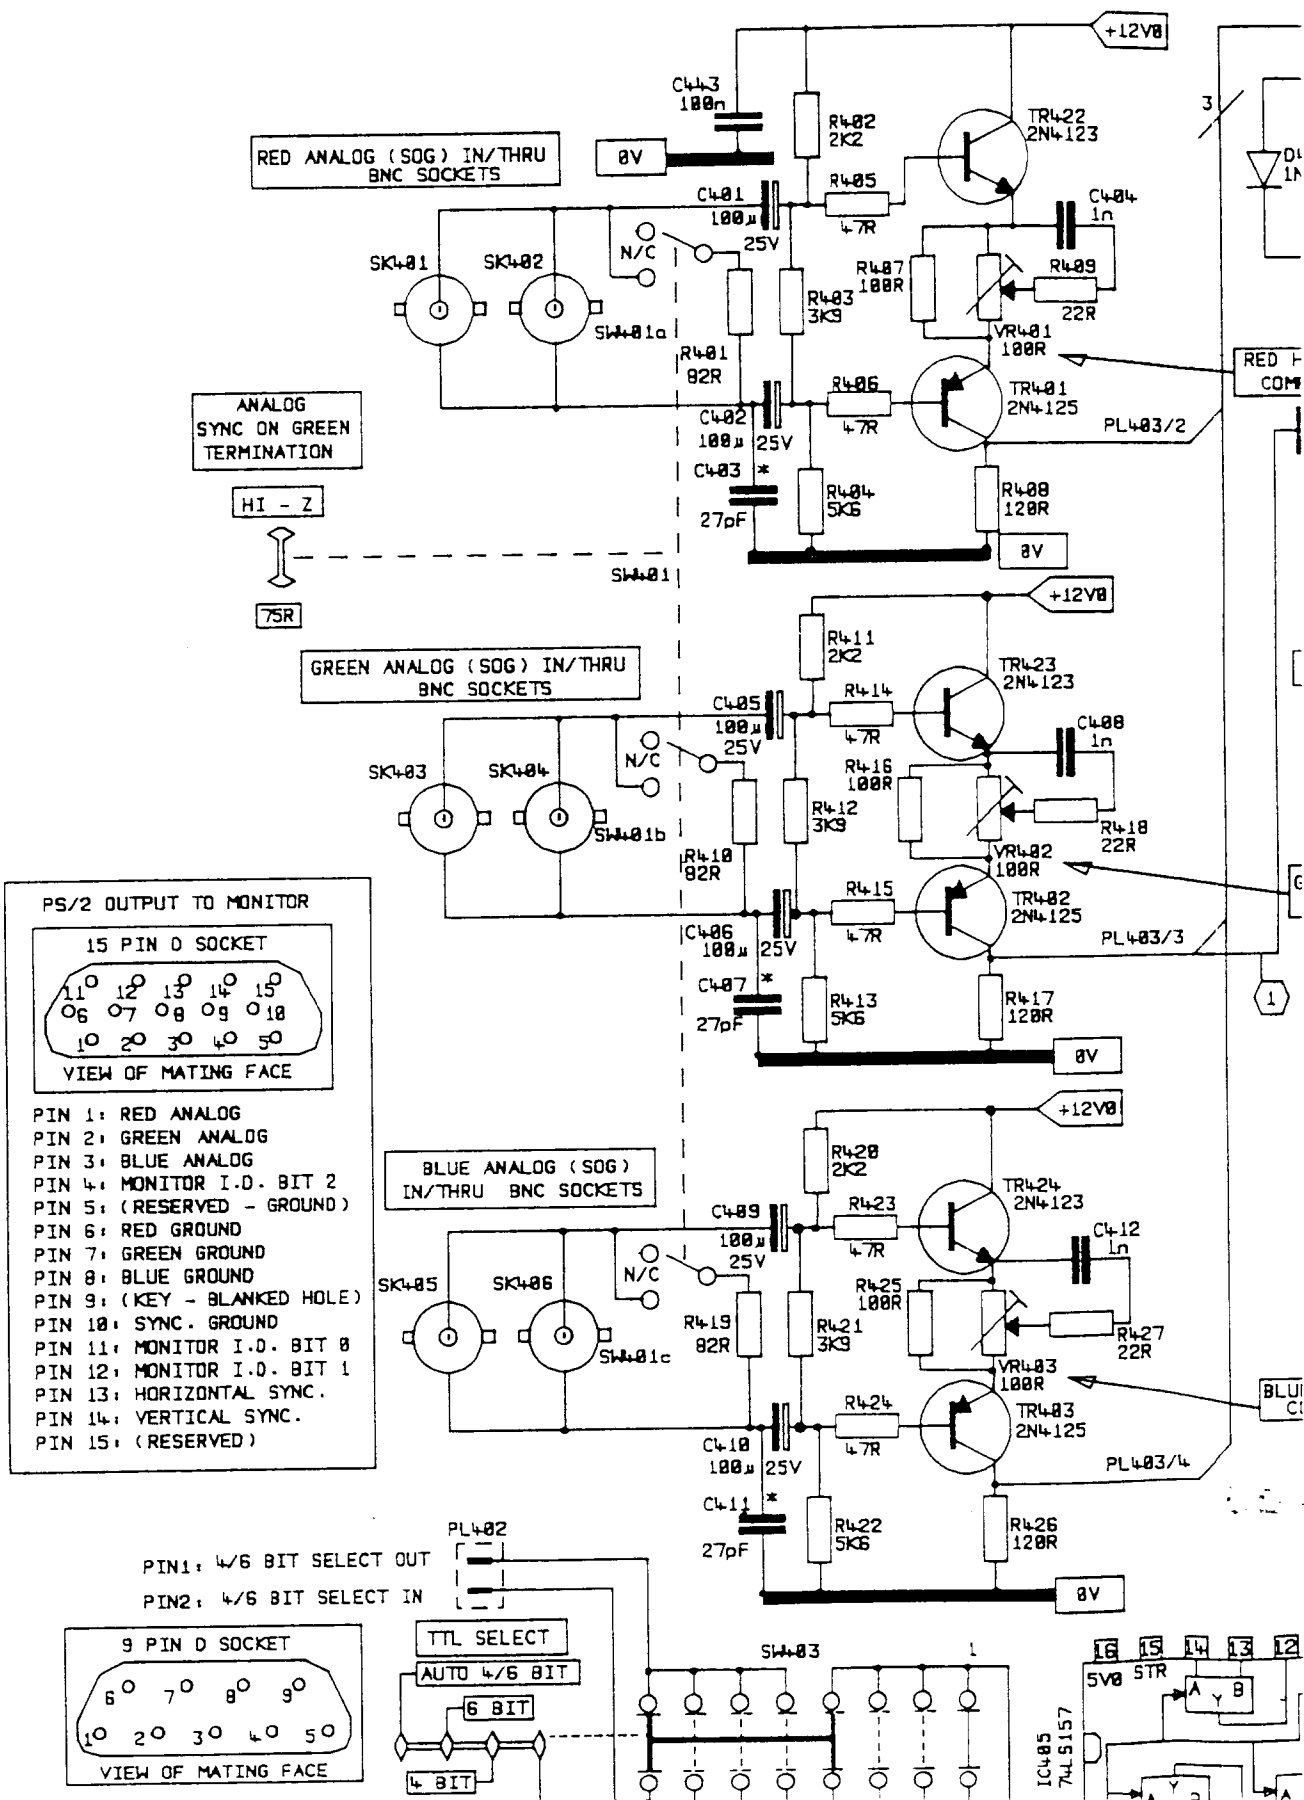 +12V0
C443
100n
R402
2K2
TR422
2N4123
3
RED ANALOG (SOG) IN/THRU
BNC SOCKETS
0V
R405
47R
C401
100µ
25V
C404
1n
N/C
SK401
SK402
SW401a
R407
100R
R409
22R
R403
3K9
VR401
100R
R401
82R
R406
47R
TR401
2N4125
C402
100µ 25V
PL403/2
ANALOG
SYNC ON GREEN
TERMINATION
C403 *
27pF
R404
5K6
R408
120R
HI - Z
0V
SW401
75R
+12V0
R411
2K2
GREEN ANALOG (SOG) IN/THRU
BNC SOCKETS
TR423
2N4123
R414
47R
C405
100µ
25V
C408
1n
N/C
SK403
SK404
SW401b
R416
100R
R418
22R
R412
3K9
VR402
100R
R410
82R
R415
47R
TR402
2N4125
C406
100µ 25V
PL403/3
C407 *
27pF
R413
5K6
R417
120R
1
0V
PS/2 OUTPUT TO MONITOR
15 PIN D SOCKET
11 12 13 14 15
6 7 8 9 10
1 2 3 4 5
VIEW OF MATING FACE
PIN 1: RED ANALOG
PIN 2: GREEN ANALOG
PIN 3: BLUE ANALOG
PIN 4: MONITOR I.D. BIT 2
PIN 5: (RESERVED - GROUND)
PIN 6: RED GROUND
PIN 7: GREEN GROUND
PIN 8: BLUE GROUND
PIN 9: (KEY - BLANKED HOLE)
PIN 10: SYNC. GROUND
PIN 11: MONITOR I.D. BIT 0
PIN 12: MONITOR I.D. BIT 1
PIN 13: HORIZONTAL SYNC.
PIN 14: VERTICAL SYNC.
PIN 15: (RESERVED)
+12V0
R420
2K2
BLUE ANALOG (SOG)
IN/THRU BNC SOCKETS
TR424
2N4123
R423
47R
C409
100µ
25V
C412
1n
N/C
SK405
SK406
SW401c
R425
100R
R427
22R
R419
82R
R421
3K9
VR403
100R
R424
47R
TR403
2N4125
C410
100µ 25V
PL403/4
C411 *
27pF
R422
5K6
R426
120R
0V
RED
PL402
PIN1: 4/6 BIT SELECT OUT
PIN2: 4/6 BIT SELECT IN
9 PIN D SOCKET
6 7 8 9
1 2 3 4 5
VIEW OF MATING FACE
TTL SELECT
AUTO 4/6 BIT
6 BIT
4 BIT
SW403
1
16 15 14 13 12
5V0 STR
A B
Y
IC405
74LS157
Y
A B
A